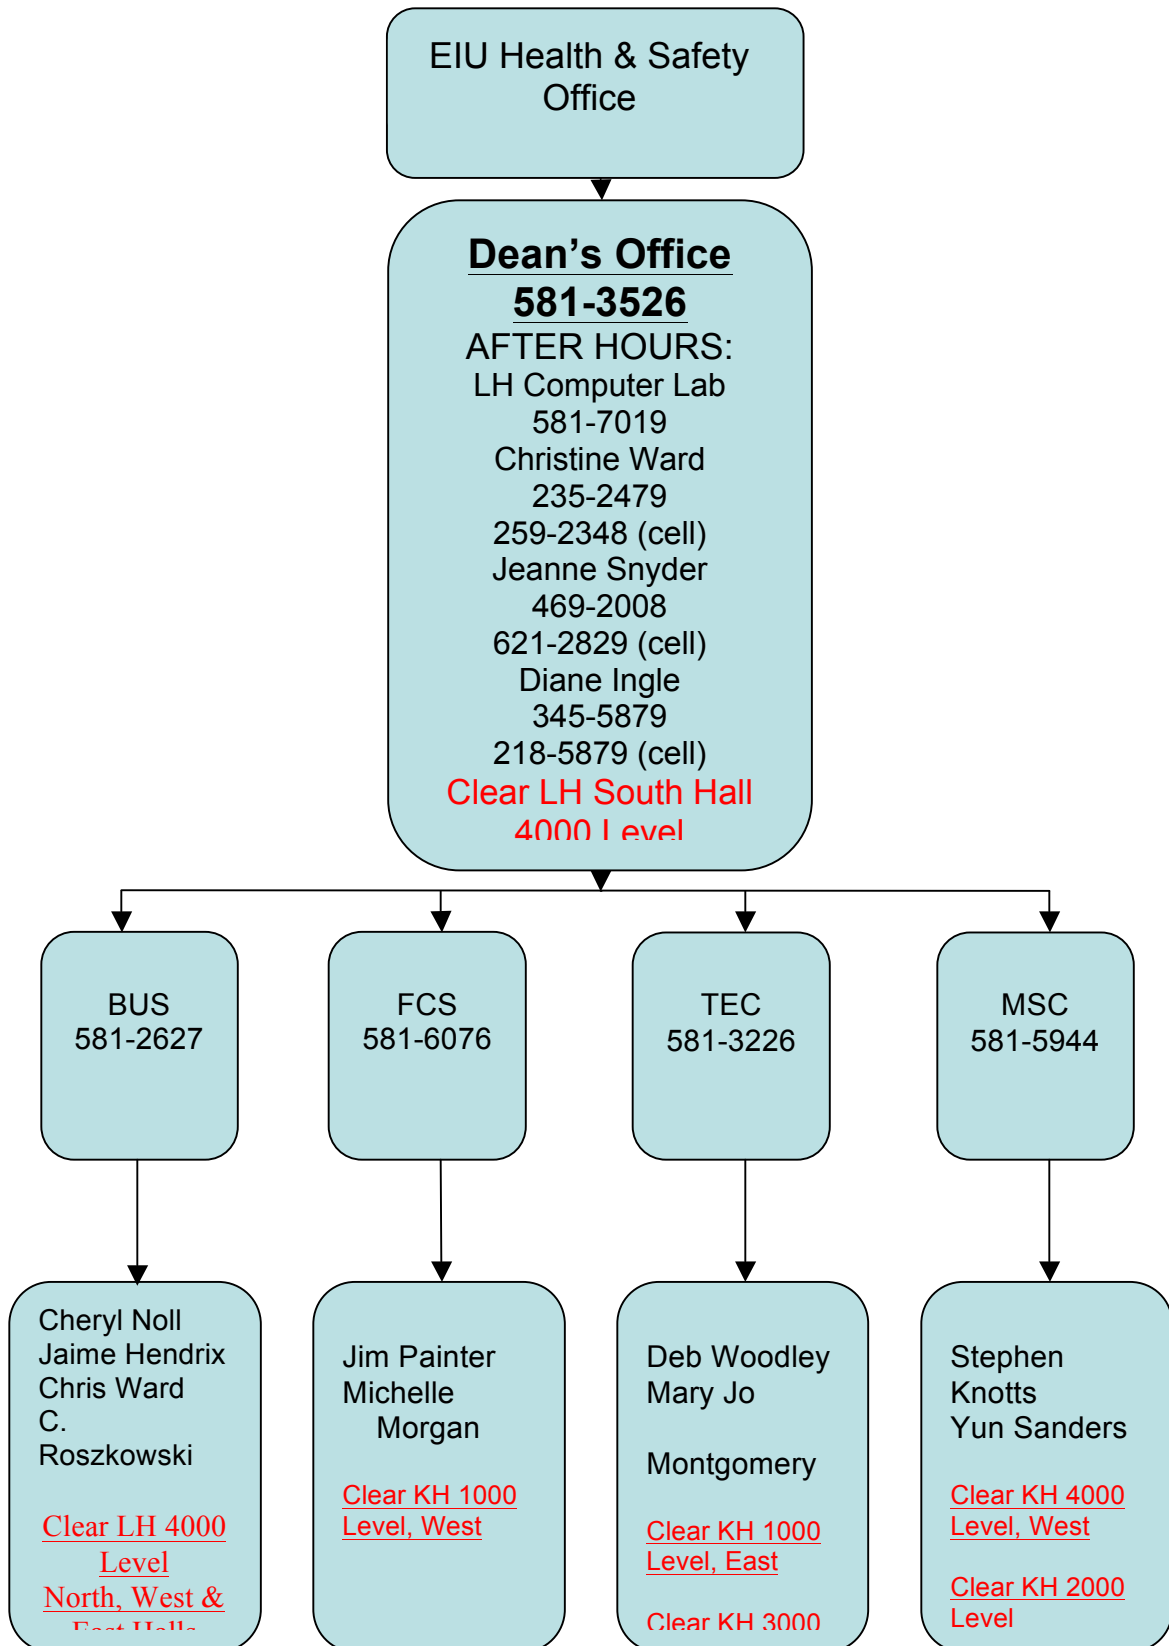 EIU Health & Safety
Office
Dean’s Office
581-3526
AFTER HOURS:
LH Computer Lab
581-7019
Christine Ward
235-2479
259-2348 (cell)
Jeanne Snyder
469-2008
621-2829 (cell)
Diane Ingle
345-5879
218-5879 (cell)
Clear LH South Hall
4000 Level
BUS
581-2627
FCS
581-6076
TEC
581-3226
MSC
581-5944
Cheryl Noll
Jaime Hendrix
Chris Ward
C.
Roszkowski
Clear LH 4000
Level
North, West &
East Halls
Jim Painter
Michelle
Morgan
Clear KH 1000
Level, West
Deb Woodley
Mary Jo
Montgomery
Clear KH 1000
Level, East
Clear KH 3000
Stephen
Knotts
Yun Sanders
Clear KH 4000
Level, West
Clear KH 2000
Level